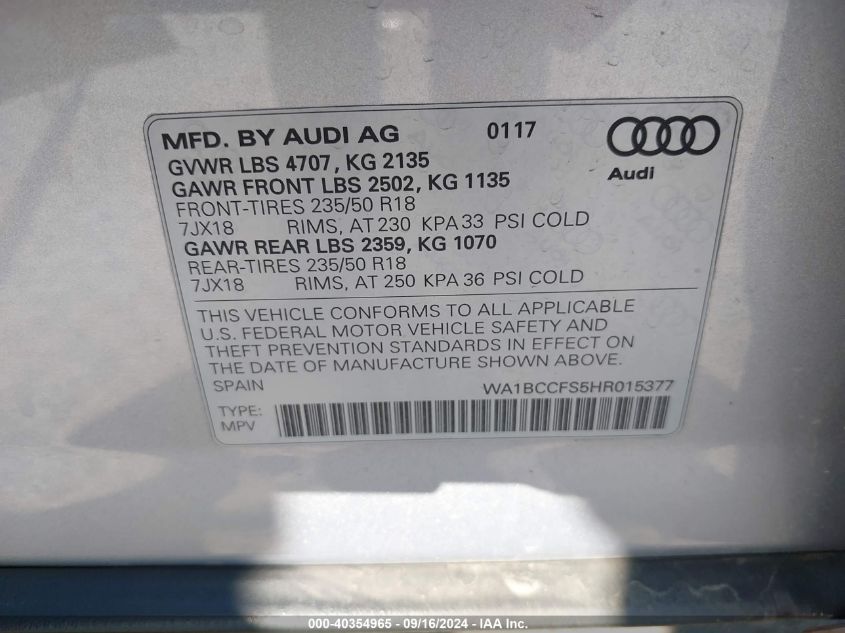 MFD. BY AUDI AG 0117
GVWR LBS 4707, KG 2135
GAWR FRONT LBS 2502, KG 1135
Audi
FRONT-TIRES 235/50 R18
7JX18 RIMS, AT 230 KPA 33 PSI COLD
GAWR REAR LBS 2359, KG 1070
REAR-TIRES 235/50 R18
7JX18 RIMS, AT 250 KPA 36 PSI COLD
THIS VEHICLE CONFORMS TO ALL APPLICABLE
U.S. FEDERAL MOTOR VEHICLE SAFETY AND
THEFT PREVENTION STANDARDS IN EFFECT ON
THE DATE OF MANUFACTURE SHOWN ABOVE.
SPAIN WA1BCCFS5HR015377
TYPE:
MPV
000-40354965 - 09/16/2024 - IAA Inc.